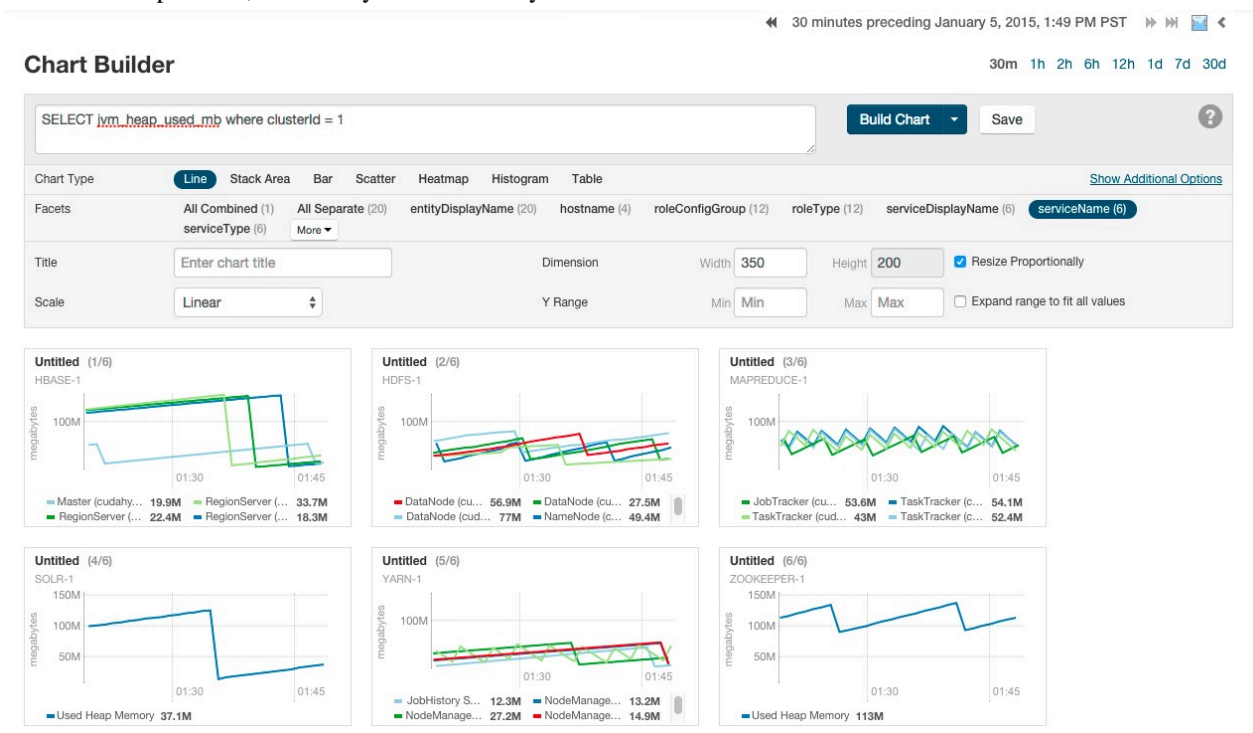 30 minutes preceding January 5, 2015, 1:49 PM PST
Chart Builder
30m 1h 2h 6h 12h 1d 7d 30d
SELECT jvm_heap_used_mb where clusterId = 1
Build Chart Save ?
Chart Type Line Stack Area Bar Scatter Heatmap Histogram Table Show Additional Options
Facets All Combined (1) All Separate (20) entityDisplayName (20) hostname (4) roleConfigGroup (12) roleType (12) serviceDisplayName (6) serviceName (6)
serviceType (6) More
Title Enter chart title Dimension Width 350 Height 200 Resize Proportionally
Scale Linear Y Range Min Min Max Max Expand range to fit all values
Untitled (1/6)
HBASE-1
megabytes
100M
01:30 01:45
Master (cudahy... 19.9M RegionServer (... 33.7M
RegionServer (... 22.4M RegionServer (... 18.3M
Untitled (2/6)
HDFS-1
megabytes
100M
01:30 01:45
DataNode (cu... 56.9M DataNode (cu... 27.5M
DataNode (cud... 77M NameNode (c... 49.4M
Untitled (3/6)
MAPREDUCE-1
megabytes
100M
01:30 01:45
JobTracker (cu... 53.6M TaskTracker (c... 54.1M
TaskTracker (cud... 43M TaskTracker (c... 52.4M
Untitled (4/6)
SOLR-1
megabytes
150M
100M
50M
01:30 01:45
Used Heap Memory 37.1M
Untitled (5/6)
YARN-1
megabytes
100M
01:30 01:45
JobHistory S... 12.3M NodeManage... 13.2M
NodeManage... 27.2M NodeManage... 14.9M
Untitled (6/6)
ZOOKEEPER-1
megabytes
150M
100M
50M
01:30 01:45
Used Heap Memory 113M